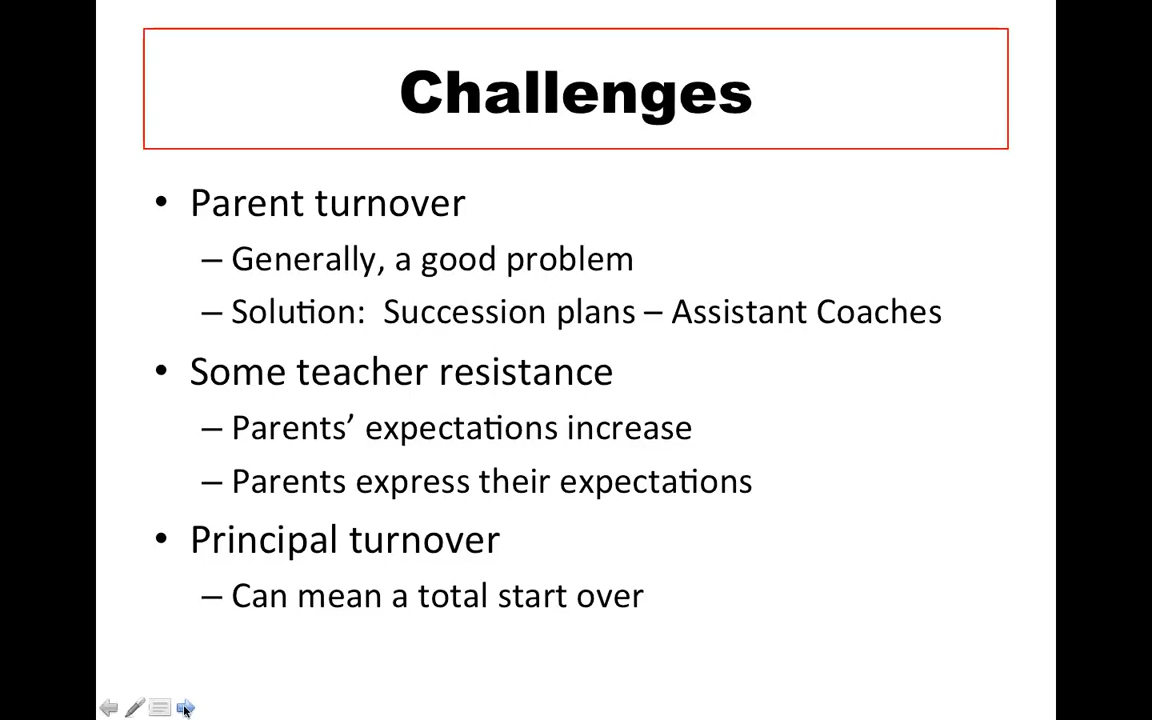 Challenges
• Parent turnover
– Generally, a good problem
– Solution:  Succession plans – Assistant Coaches
• Some teacher resistance
– Parents’ expectations increase
– Parents express their expectations
• Principal turnover
– Can mean a total start over